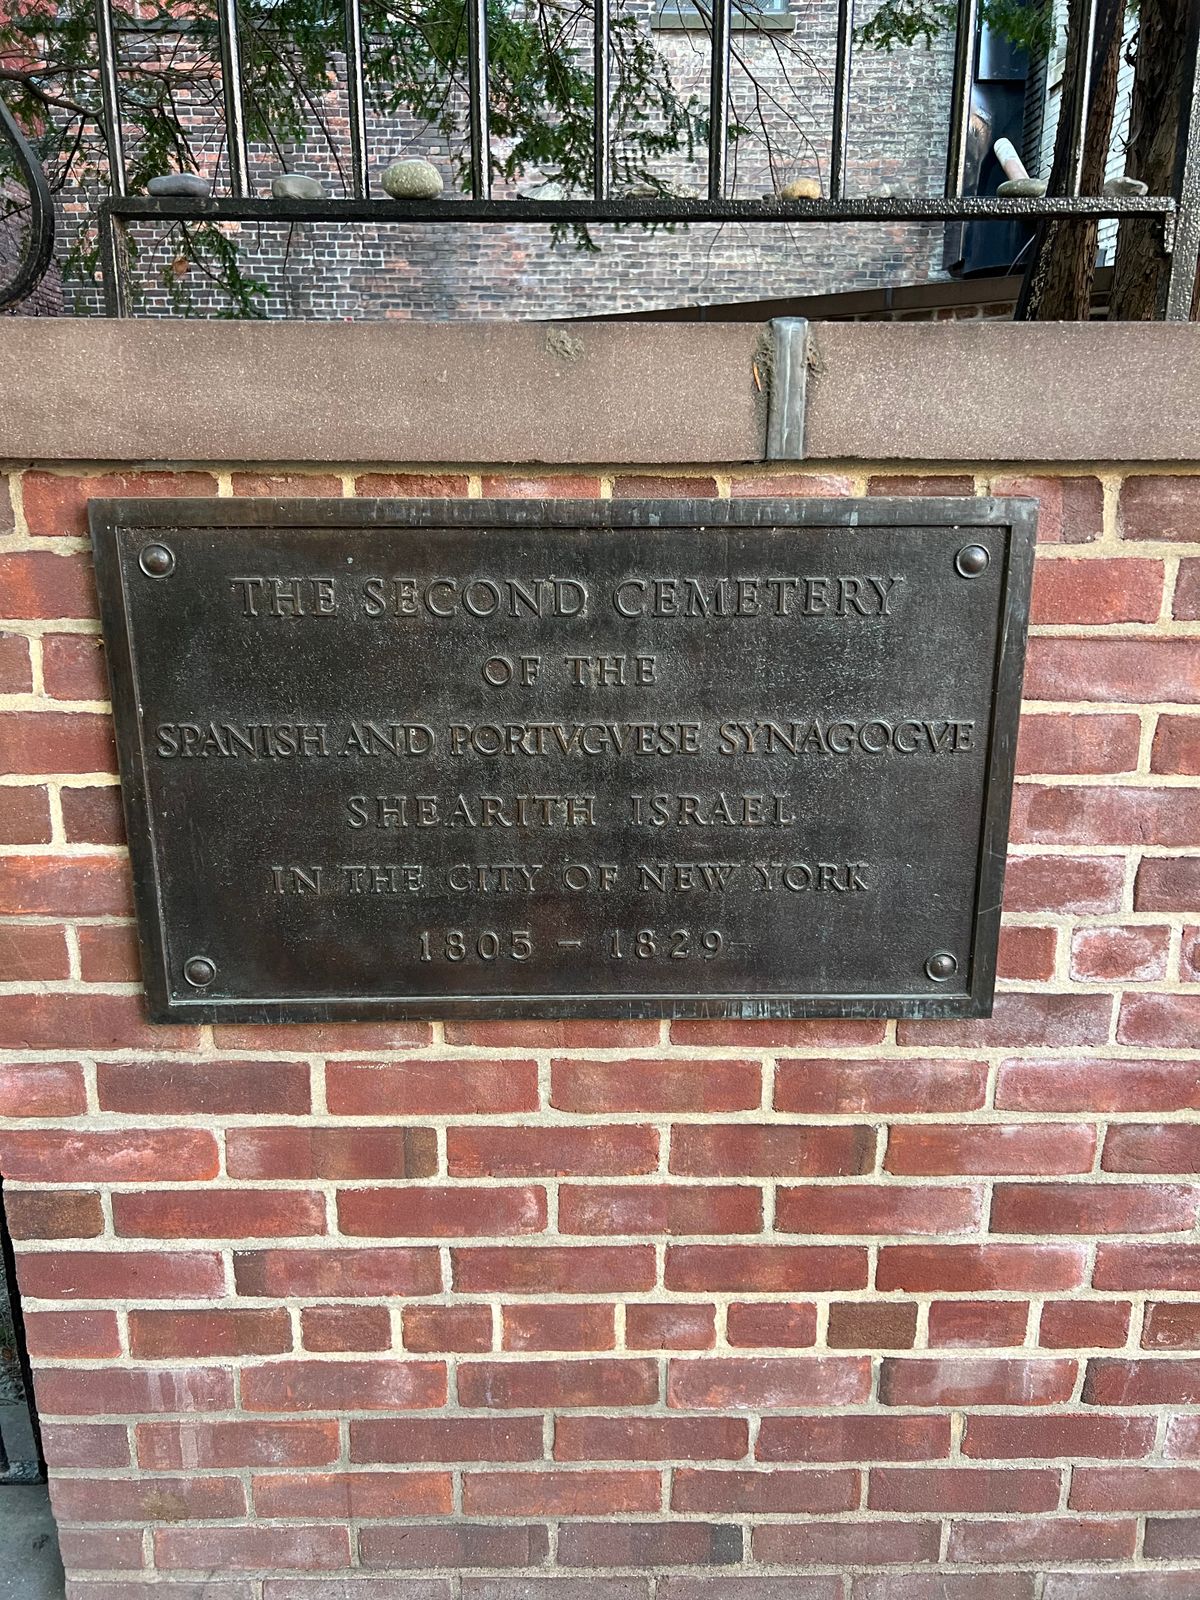 THE SECOND CEMETERY
OF THE
SPANISH AND PORTVGVESE SYNAGOGVE
SHEARITH ISRAEL
IN THE CITY OF NEW YORK
1805 – 1829